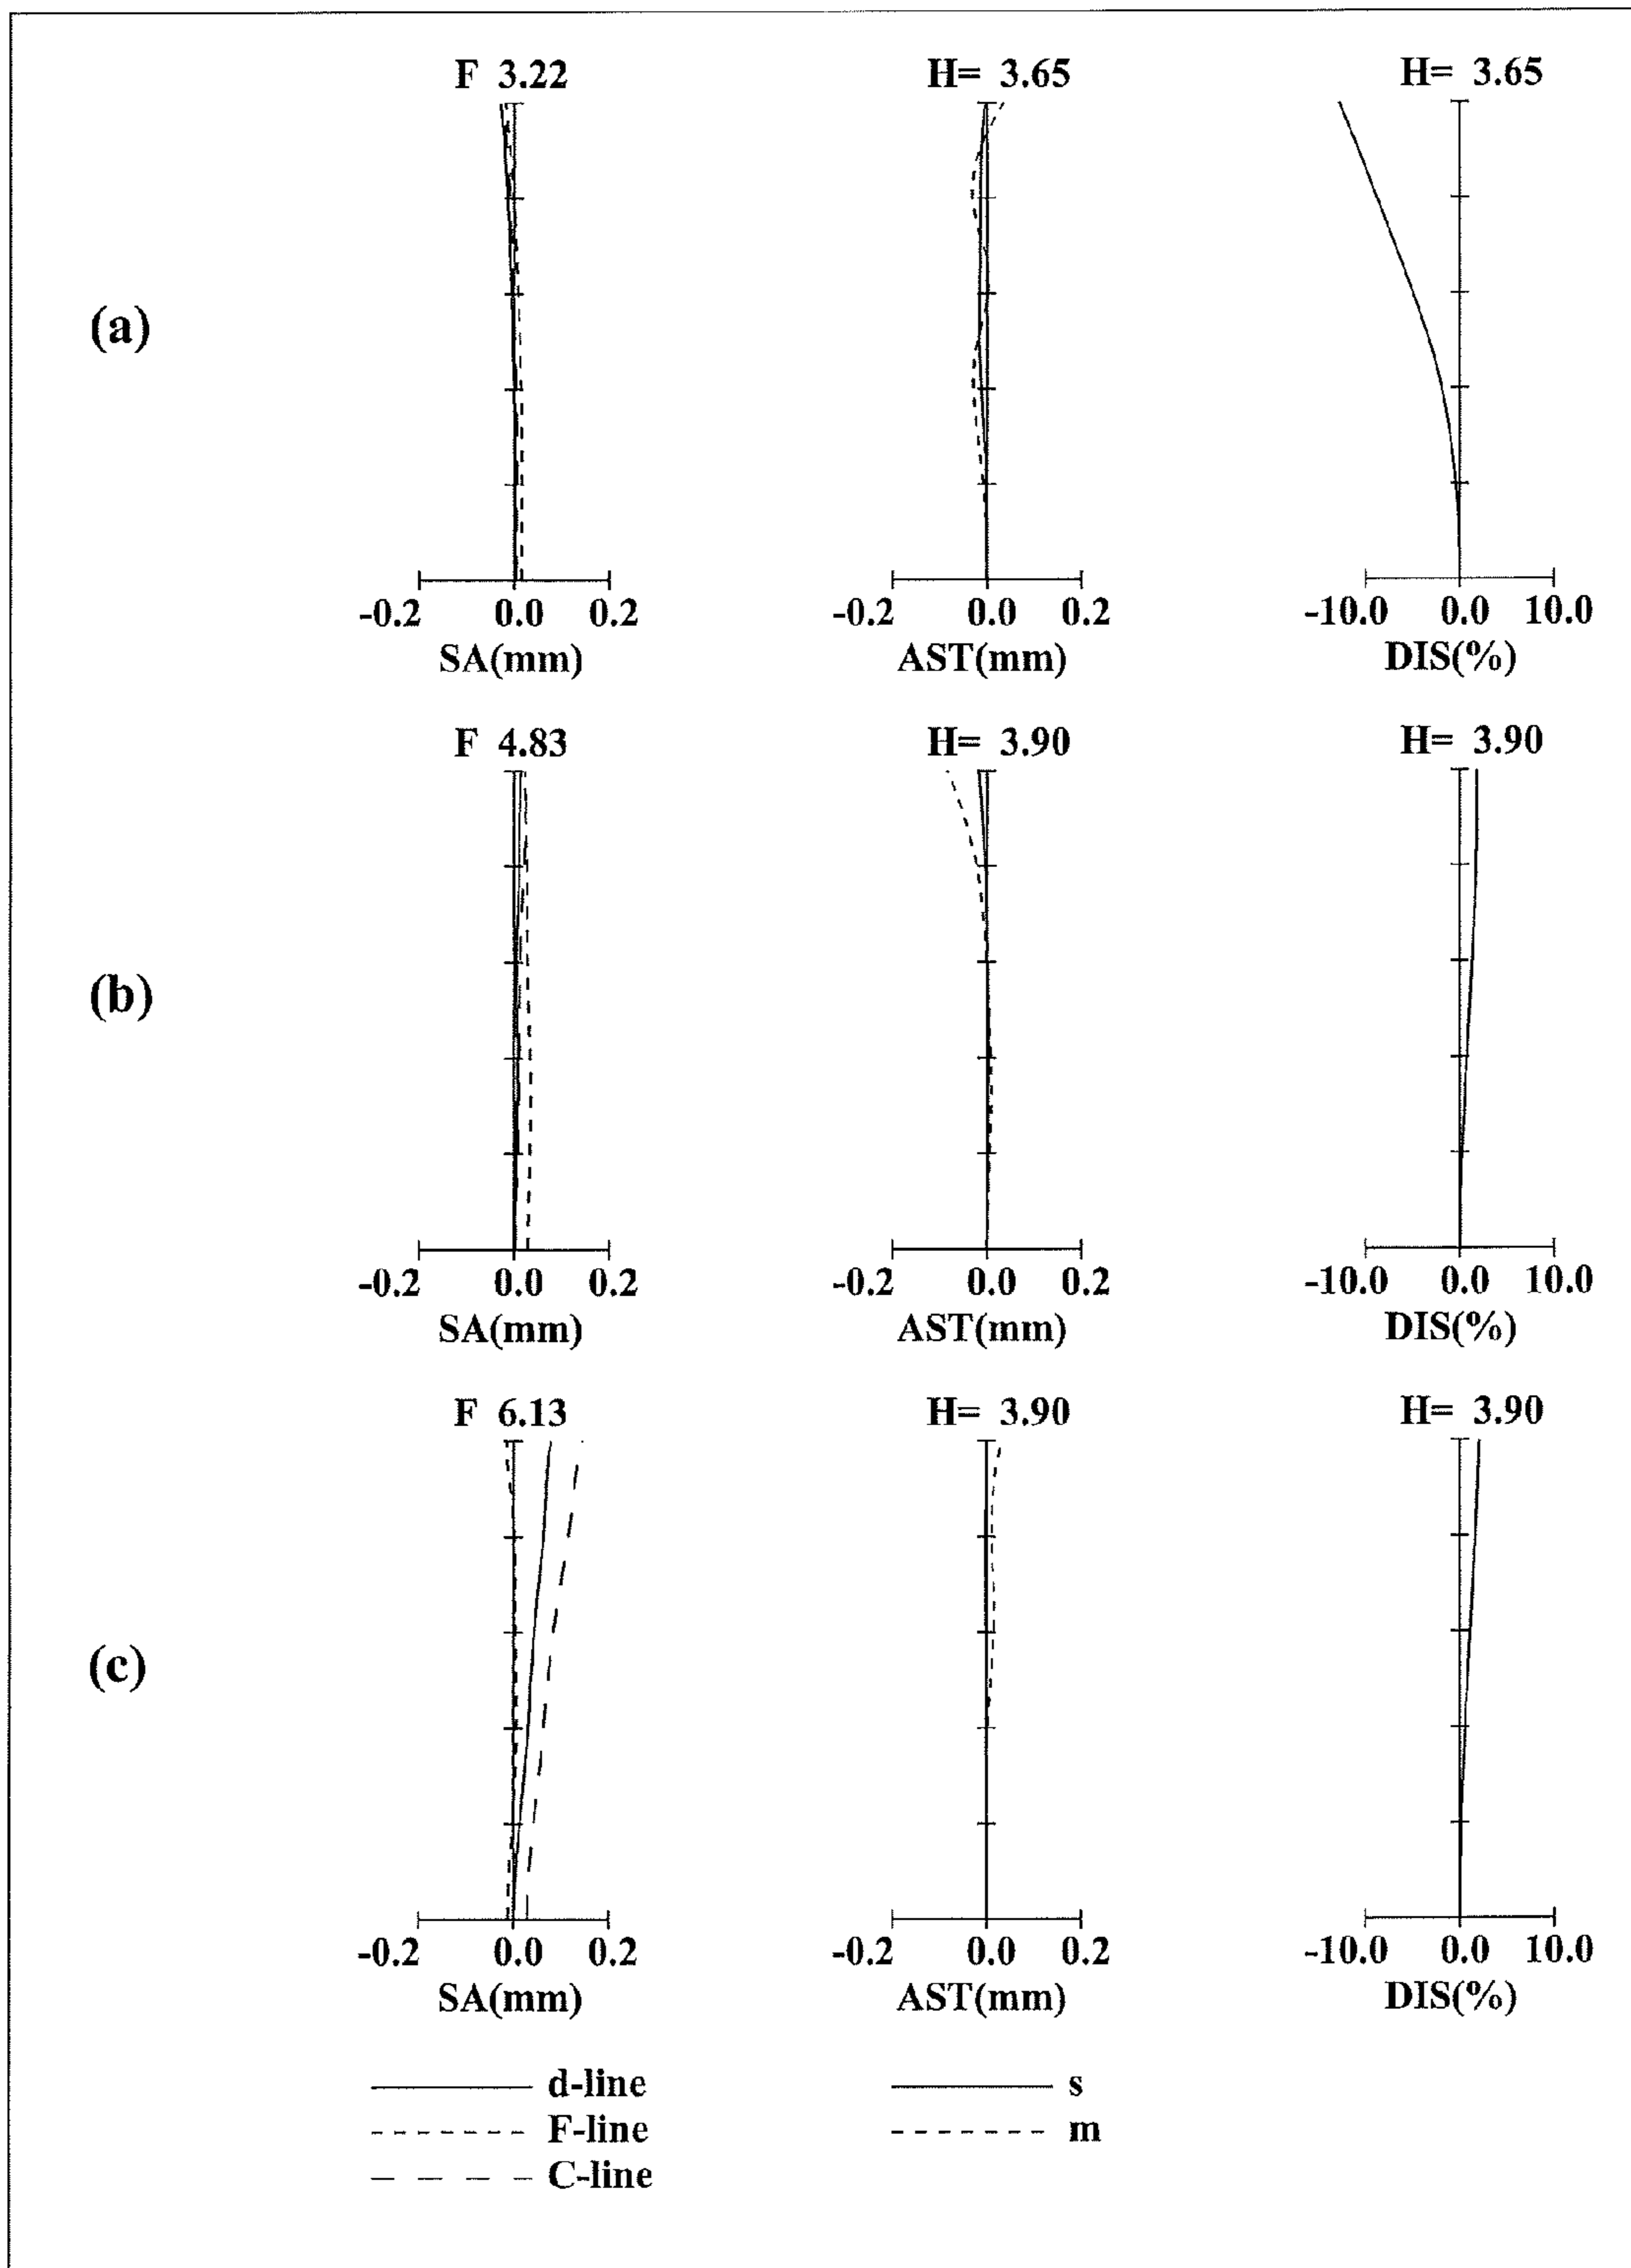 F 3.22 H= 3.65 H= 3.65
(a)
-0.2 0.0 0.2 -0.2 0.0 0.2 -10.0 0.0 10.0
SA(mm) AST(mm) DIS(%)
F 4.83 H= 3.90 H= 3.90
(b)
-0.2 0.0 0.2 -0.2 0.0 0.2 -10.0 0.0 10.0
SA(mm) AST(mm) DIS(%)
F 6.13 H= 3.90 H= 3.90
(c)
-0.2 0.0 0.2 -0.2 0.0 0.2 -10.0 0.0 10.0
SA(mm) AST(mm) DIS(%)
d-line s
F-line m
C-line